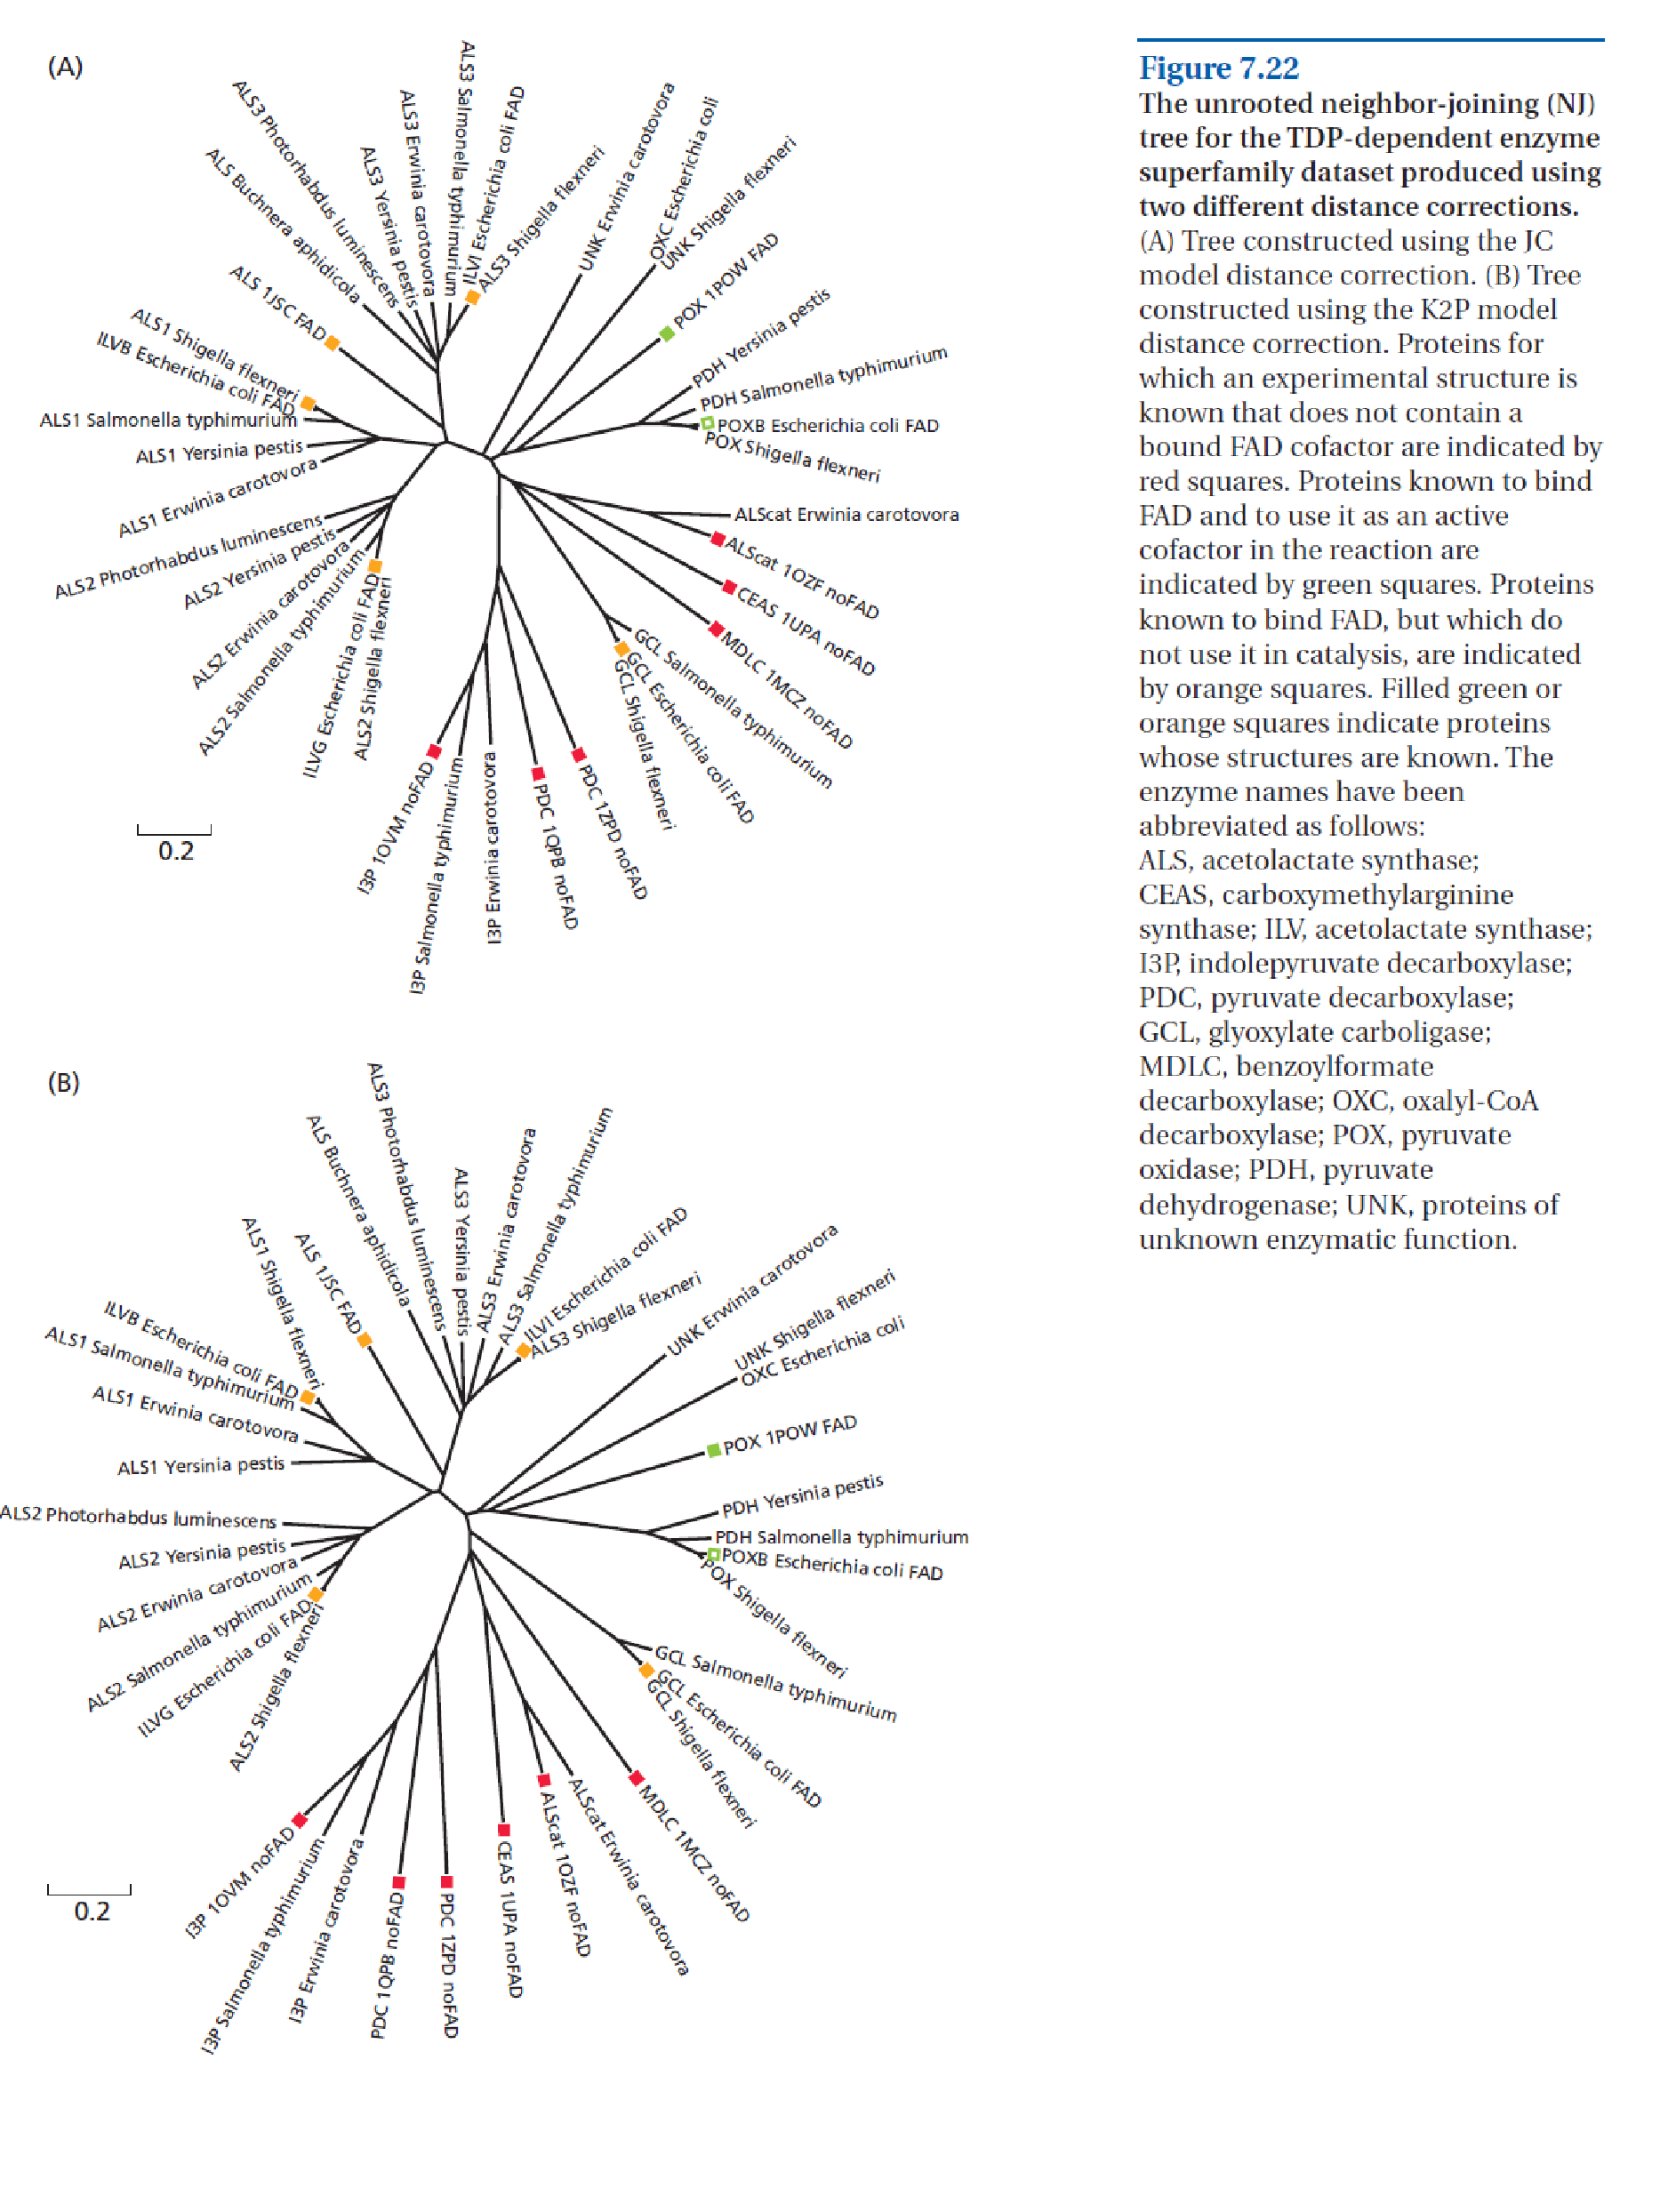 (A)
ALS3 Photorhabdus luminescens
ALS Buchnera aphidicola
ALS3 Yersinia pestis
ALS3 Erwinia carotovora
ALS3 Salmonella typhimurium
ILVI Escherichia coli FAD
ALS3 Shigella flexneri
UNK Erwinia carotovora
OXC Escherichia coli
UNK Shigella flexneri
POX 1POW FAD
PDH Yersinia pestis
PDH Salmonella typhimurium
POXB Escherichia coli FAD
POX Shigella flexneri
ALScat Erwinia carotovora
ALScat 1OZF noFAD
CEAS 1UPA noFAD
MDLC 1MCZ noFAD
GCL Salmonella typhimurium
GCL Escherichia coli FAD
GCL Shigella flexneri
PDC 1ZPD noFAD
PDC 1QPB noFAD
I3P Erwinia carotovora
I3P Salmonella typhimurium
I3P 1OVM noFAD
ALS2 Shigella flexneri
ILVG Escherichia coli FAD
ALS2 Salmonella typhimurium
ALS2 Erwinia carotovora
ALS2 Yersinia pestis
ALS2 Photorhabdus luminescens
ALS1 Erwinia carotovora
ALS1 Yersinia pestis
ALS1 Salmonella typhimurium
ILVB Escherichia coli FAD
ALS1 Shigella flexneri
ALS 1JSC FAD
0.2
(B)
ALS3 Photorhabdus luminescens
ALS Buchnera aphidicola
ALS3 Yersinia pestis
ALS3 Erwinia carotovora
ALS3 Salmonella typhimurium
ILVI Escherichia coli FAD
ALS3 Shigella flexneri
UNK Erwinia carotovora
UNK Shigella flexneri
OXC Escherichia coli
POX 1POW FAD
PDH Yersinia pestis
PDH Salmonella typhimurium
POXB Escherichia coli FAD
POX Shigella flexneri
GCL Salmonella typhimurium
GCL Escherichia coli FAD
GCL Shigella flexneri
MDLC 1MCZ noFAD
ALScat Erwinia carotovora
ALScat 1OZF noFAD
CEAS 1UPA noFAD
PDC 1ZPD noFAD
PDC 1QPB noFAD
I3P Erwinia carotovora
I3P Salmonella typhimurium
I3P 1OVM noFAD
ALS2 Shigella flexneri
ILVG Escherichia coli FAD
ALS2 Salmonella typhimurium
ALS2 Erwinia carotovora
ALS2 Yersinia pestis
ALS2 Photorhabdus luminescens
ALS1 Yersinia pestis
ALS1 Erwinia carotovora
ALS1 Salmonella typhimurium
ILVB Escherichia coli FAD
ALS1 Shigella flexneri
ALS 1JSC FAD
0.2
Figure 7.22
The unrooted neighbor-joining (NJ)
tree for the TDP-dependent enzyme
superfamily dataset produced using
two different distance corrections.
(A) Tree constructed using the JC
model distance correction. (B) Tree
constructed using the K2P model
distance correction. Proteins for
which an experimental structure is
known that does not contain a
bound FAD cofactor are indicated by
red squares. Proteins known to bind
FAD and to use it as an active
cofactor in the reaction are
indicated by green squares. Proteins
known to bind FAD, but which do
not use it in catalysis, are indicated
by orange squares. Filled green or
orange squares indicate proteins
whose structures are known. The
enzyme names have been
abbreviated as follows:
ALS, acetolactate synthase;
CEAS, carboxymethylarginine
synthase; ILV, acetolactate synthase;
I3P, indolepyruvate decarboxylase;
PDC, pyruvate decarboxylase;
GCL, glyoxylate carboligase;
MDLC, benzoylformate
decarboxylase; OXC, oxalyl-CoA
decarboxylase; POX, pyruvate
oxidase; PDH, pyruvate
dehydrogenase; UNK, proteins of
unknown enzymatic function.